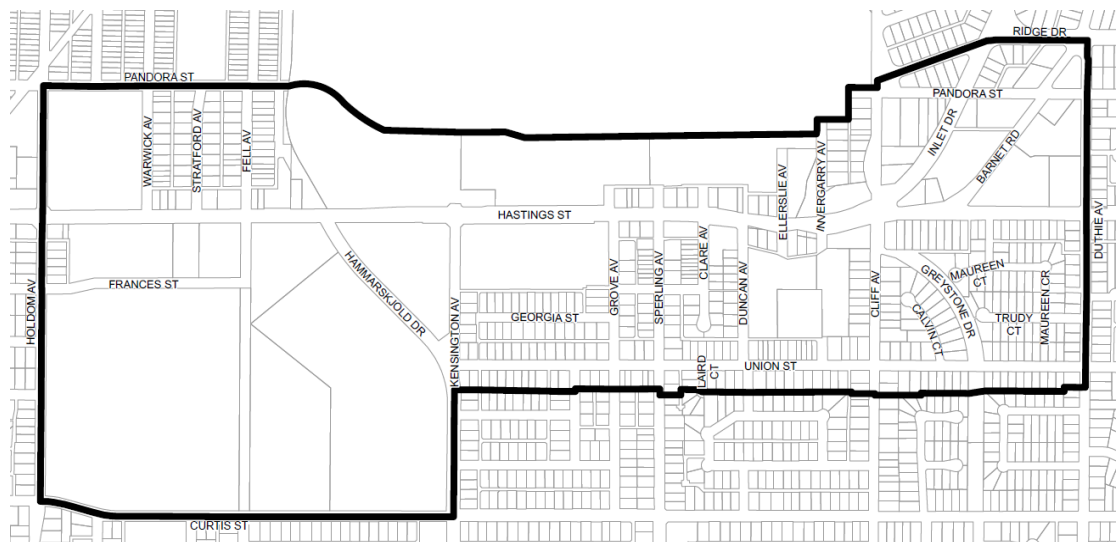 RIDGE DR
PANDORA ST
PANDORA ST
WARWICK AV
STRATFORD AV
FELL AV
INLET DR
BARNET RD
ELLERSLIE AV
INVERGARRY AV
HASTINGS ST
DUTHIE AV
HAMMARSKJOLD DR
GROVE AV
SPERLING AV
CLARE AV
DUNCAN AV
CLIFF AV
GREYSTONE DR
MAUREEN
CT
MAUREEN CR
FRANCES ST
HOLDOM AV
KENSINGTON AV
GEORGIA ST
CALVIN CT
TRUDY
CT
LAIRD
CT
UNION ST
CURTIS ST